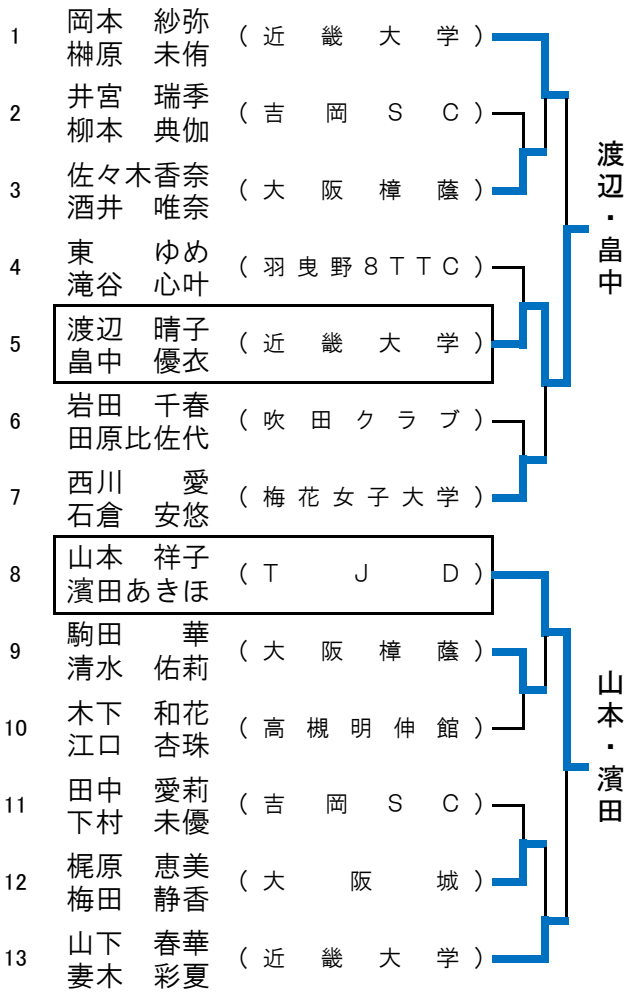 1 岡本 紗弥 (近畿大学)
榊原 未侑
2 井宮 瑞季 (吉岡SC)
柳本 典伽
3 佐々木香奈 (大阪樟蔭)
酒井 唯奈
4 東 ゆめ (羽曳野8TTC)
滝谷 心叶
5 渡辺 晴子 (近畿大学)
畠中 優衣
6 岩田 千春 (吹田クラブ)
田原比佐代
7 西川 愛 (梅花女子大学)
石倉 安悠
渡辺・畠中
8 山本 祥子 (TJD)
濱田あきほ
9 駒田 華 (大阪樟蔭)
清水 佑莉
10 木下 和花 (高槻明伸館)
江口 杏珠
11 田中 愛莉 (吉岡SC)
下村 未優
12 梶原 恵美 (大阪城)
梅田 静香
13 山下 春華 (近畿大学)
妻木 彩夏
山本・濱田